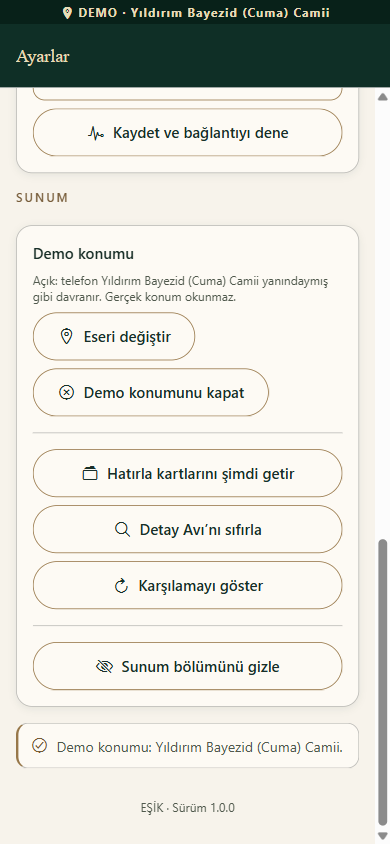 DEMO · Yıldırım Bayezid (Cuma) Camii
Ayarlar
Kaydet ve bağlantıyı dene
SUNUM
Demo konumu
Açık: telefon Yıldırım Bayezid (Cuma) Camii yanındaymış
gibi davranır. Gerçek konum okunmaz.
Eseri değiştir
Demo konumunu kapat
Hatırla kartlarını şimdi getir
Detay Avı’nı sıfırla
Karşılamayı göster
Sunum bölümünü gizle
Demo konumu: Yıldırım Bayezid (Cuma) Camii.
EŞİK · Sürüm 1.0.0